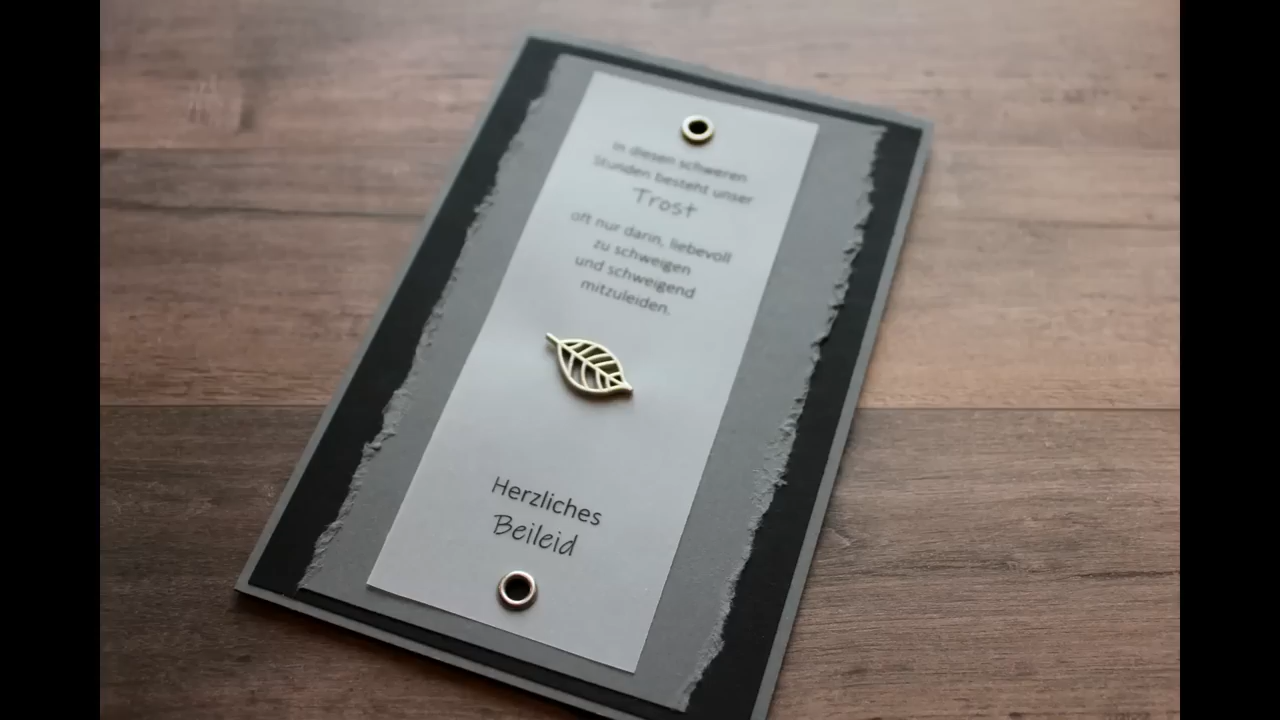 In diesen schweren
Stunden besteht unser
Trost
oft nur darin, liebevoll
zu schweigen
und schweigend
mitzuleiden.
Herzliches
Beileid